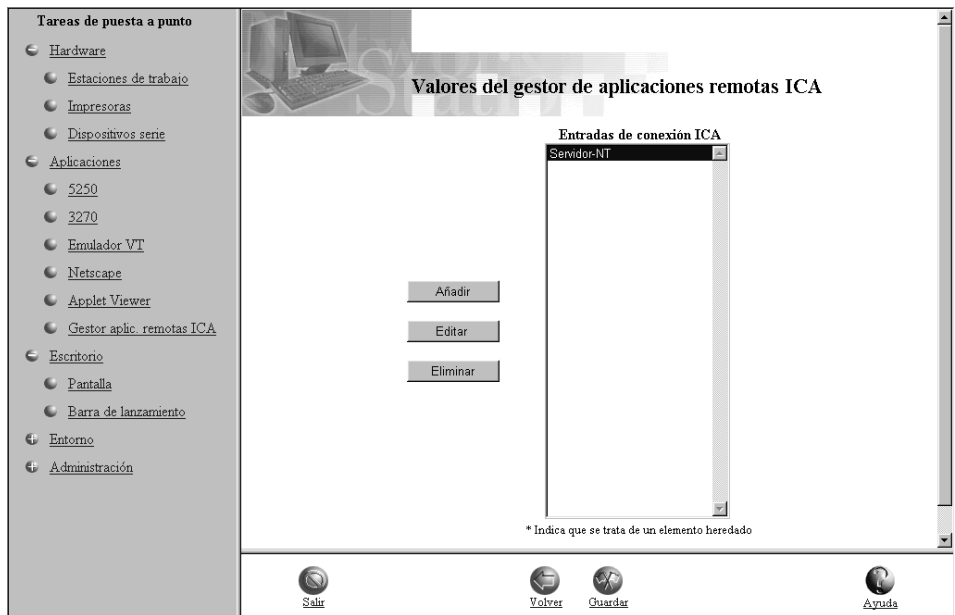 Tareas de puesta a punto
Hardware
Estaciones de trabajo
Impresoras
Dispositivos serie
Aplicaciones
5250
3270
Emulador VT
Netscape
Applet Viewer
Gestor aplic. remotas ICA
Escritorio
Pantalla
Barra de lanzamiento
Entorno
Administración
Valores del gestor de aplicaciones remotas ICA
Entradas de conexión ICA
Servidor-NT
Añadir
Editar
Eliminar
* Indica que se trata de un elemento heredado
Salir
Volver
Guardar
Ayuda